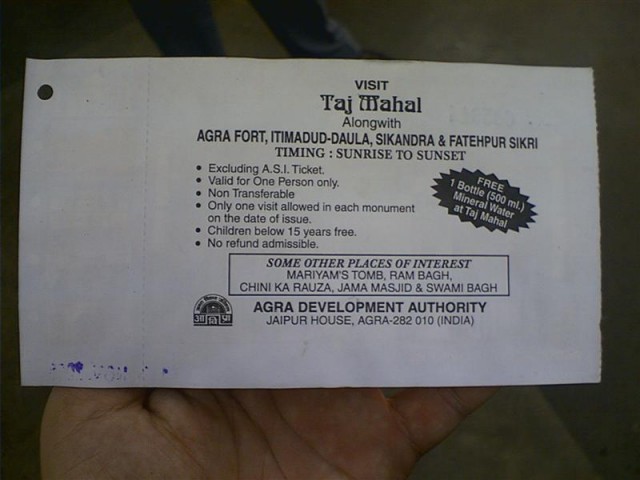 VISIT
Taj Mahal
Alongwith
AGRA FORT, ITIMADUD-DAULA, SIKANDRA & FATEHPUR SIKRI
TIMING : SUNRISE TO SUNSET
• Excluding A.S.I. Ticket.
• Valid for One Person only.
• Non Transferable
• Only one visit allowed in each monument
on the date of issue.
• Children below 15 years free.
• No refund admissible.
FREE
1 Bottle (500 ml.)
Mineral Water
at Taj Mahal
SOME OTHER PLACES OF INTEREST
MARIYAM'S TOMB, RAM BAGH,
CHINI KA RAUZA, JAMA MASJID & SWAMI BAGH
आ वि प्रा
AGRA DEVELOPMENT AUTHORITY
JAIPUR HOUSE, AGRA-282 010 (INDIA)